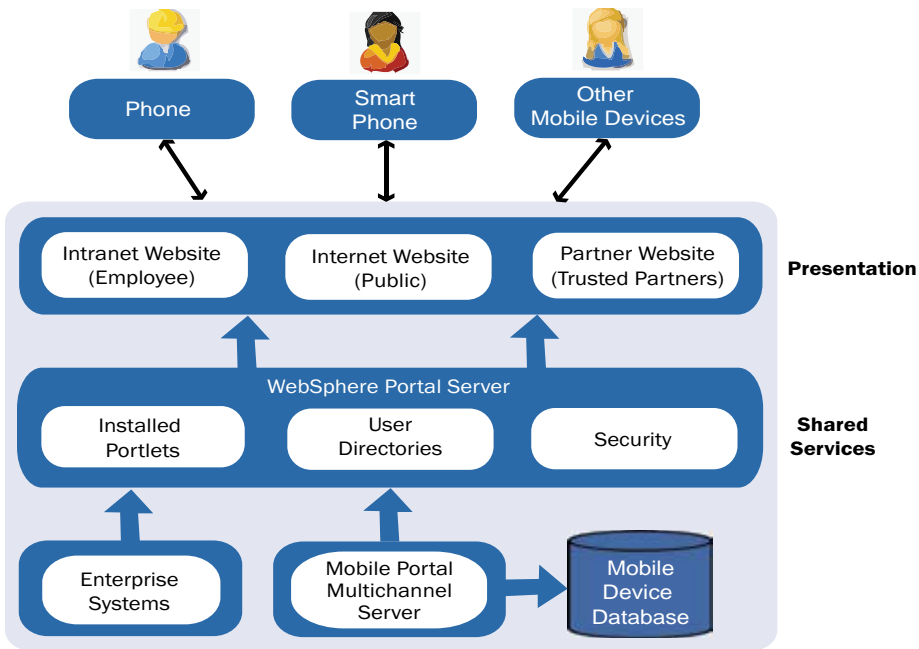 Phone
Smart
Phone
Other
Mobile Devices
Intranet Website
(Employee)
Internet Website
(Public)
Partner Website
(Trusted Partners)
Presentation
WebSphere Portal Server
Installed
Portlets
User
Directories
Security
Shared
Services
Enterprise
Systems
Mobile Portal
Multichannel
Server
Mobile
Device
Database